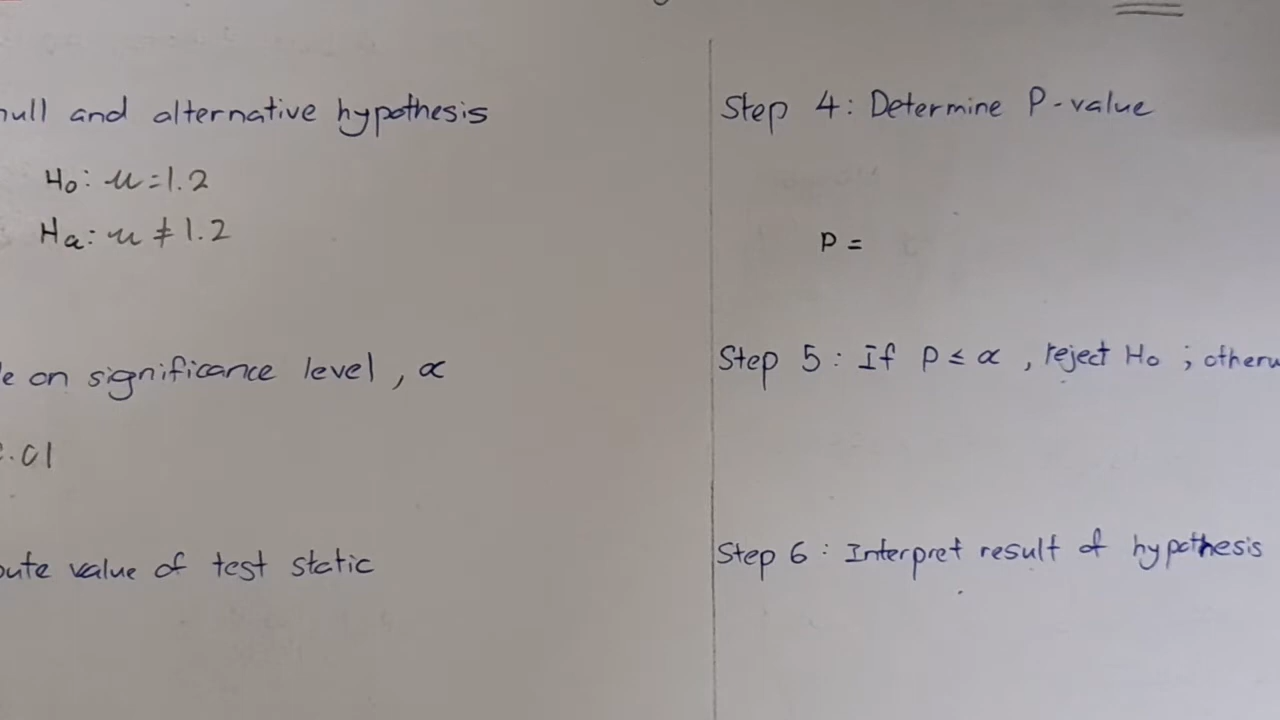 null and alternative hypothesis
H₀: μ = 1.2
Hₐ: μ ≠ 1.2
on significance level, α
.01
value of test static
Step 4: Determine P-value
P =
Step 5: If P ≤ α, reject H₀; otherw
Step 6: Interpret result of hypothesis